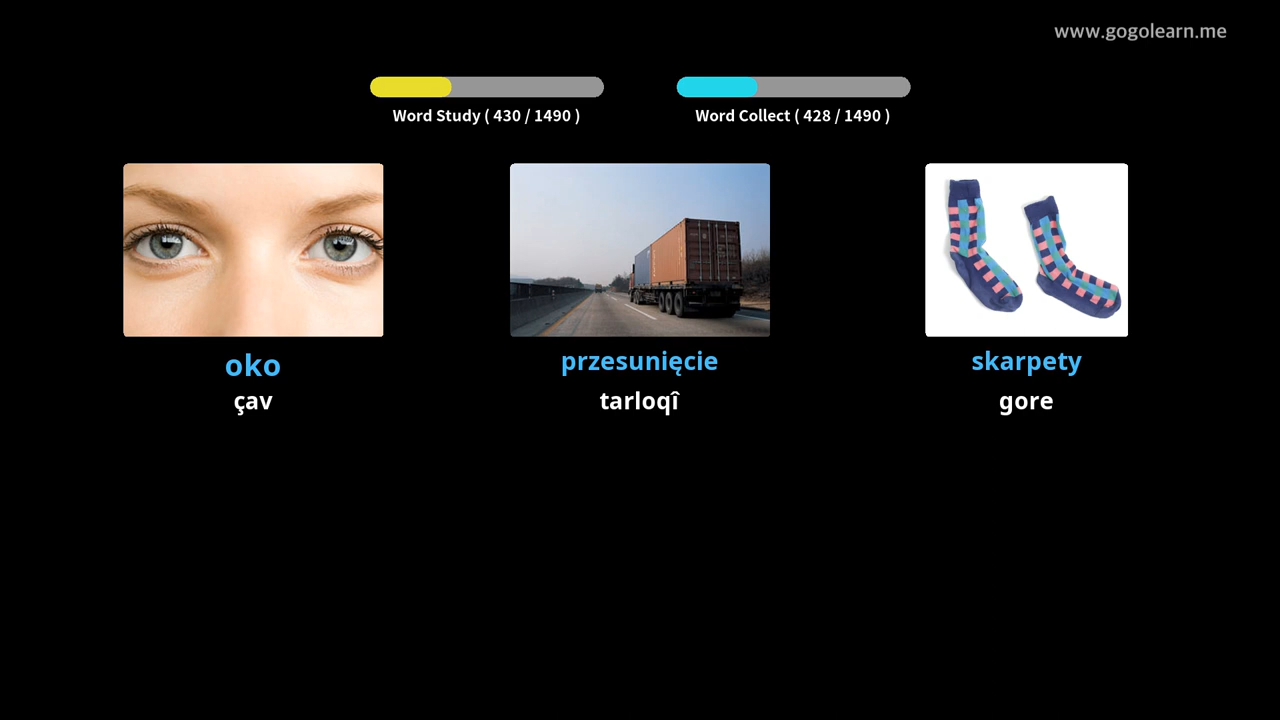 www.gogolearn.me
Word Study ( 430 / 1490 )
Word Collect ( 428 / 1490 )
oko
przesunięcie
skarpety
çav
tarloqî
gore